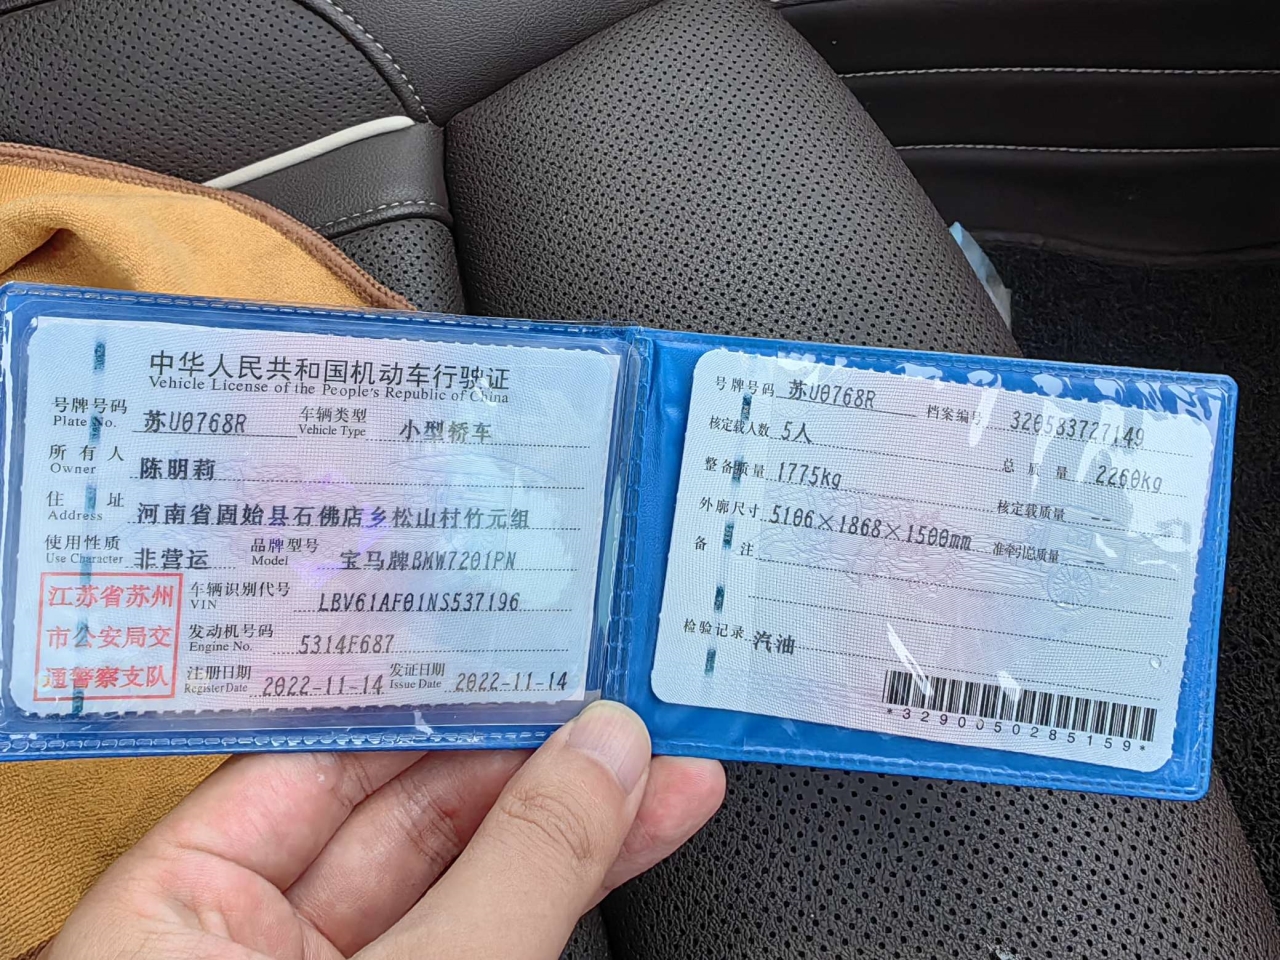 中华人民共和国机动车行驶证
Vehicle License of the People's Republic of China
号牌号码 Plate No. 苏U0768R 车辆类型 Vehicle Type 小型轿车
所有人 Owner 陈明莉
住址 Address 河南省固始县石佛店乡松山村竹元组
使用性质 Use Character 非营运 品牌型号 Model 宝马牌BMW7201PN
江苏省苏州
市公安局交
通警察支队
车辆识别代号 VIN LBV61AF01NS537196
发动机号码 Engine No. 5314F687
注册日期 Register Date 2022-11-14 发证日期 Issue Date 2022-11-14
号牌号码 苏U0768R 档案编号 320583727149
核定载人数 5人
整备质量 1775kg 总质量 2260kg
外廓尺寸 5106×1868×1500mm 核定载质量 --
备注 准牵引总质量 --
检验记录 汽油
*3290050285159*